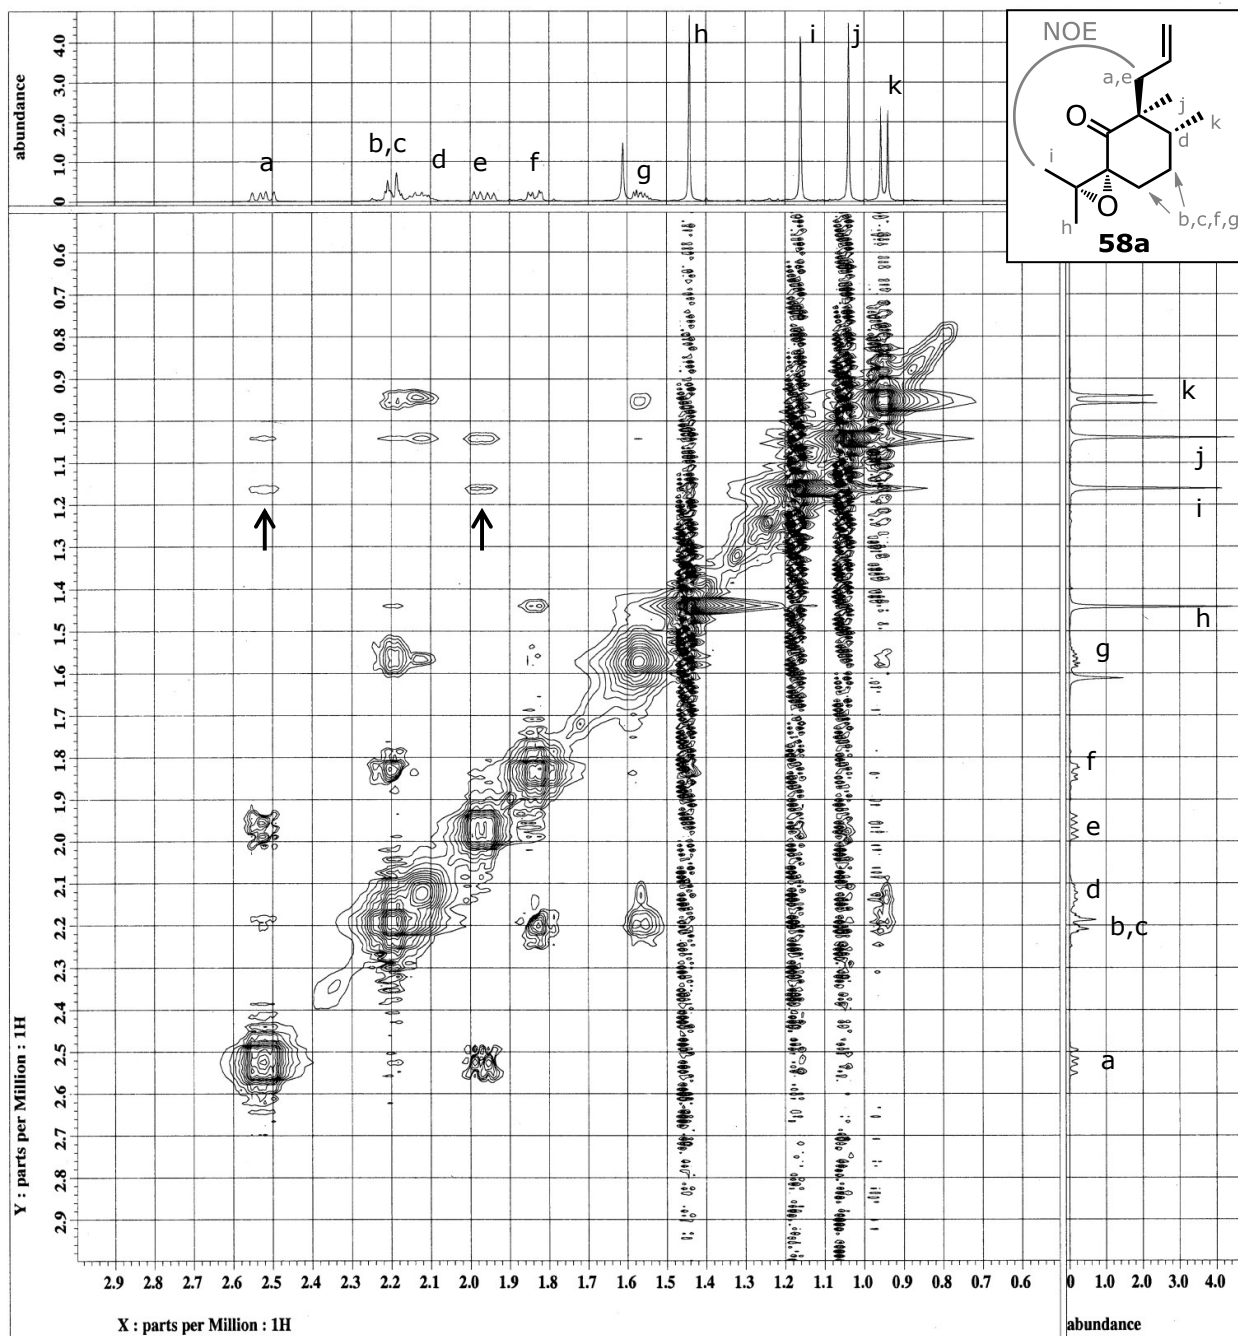 abundance
4.0
3.0
2.0
1.0
0
a
b,c
d
e
f
g
h
i
j
k
NOE
a,e
O
j
k
d
i
O
h
b,c,f,g
58a
0.6
0.7
0.8
0.9
1.0
1.1
1.2
1.3
1.4
1.5
1.6
1.7
1.8
1.9
2.0
2.1
2.2
2.3
2.4
2.5
2.6
2.7
2.8
2.9
Y : parts per Million : 1H
k
j
i
h
g
f
e
d
b,c
a
2.9 2.8 2.7 2.6 2.5 2.4 2.3 2.2 2.1 2.0 1.9 1.8 1.7 1.6 1.5 1.4 1.3 1.2 1.1 1.0 0.9 0.8 0.7 0.6
0 1.0 2.0 3.0 4.0
X : parts per Million : 1H
abundance